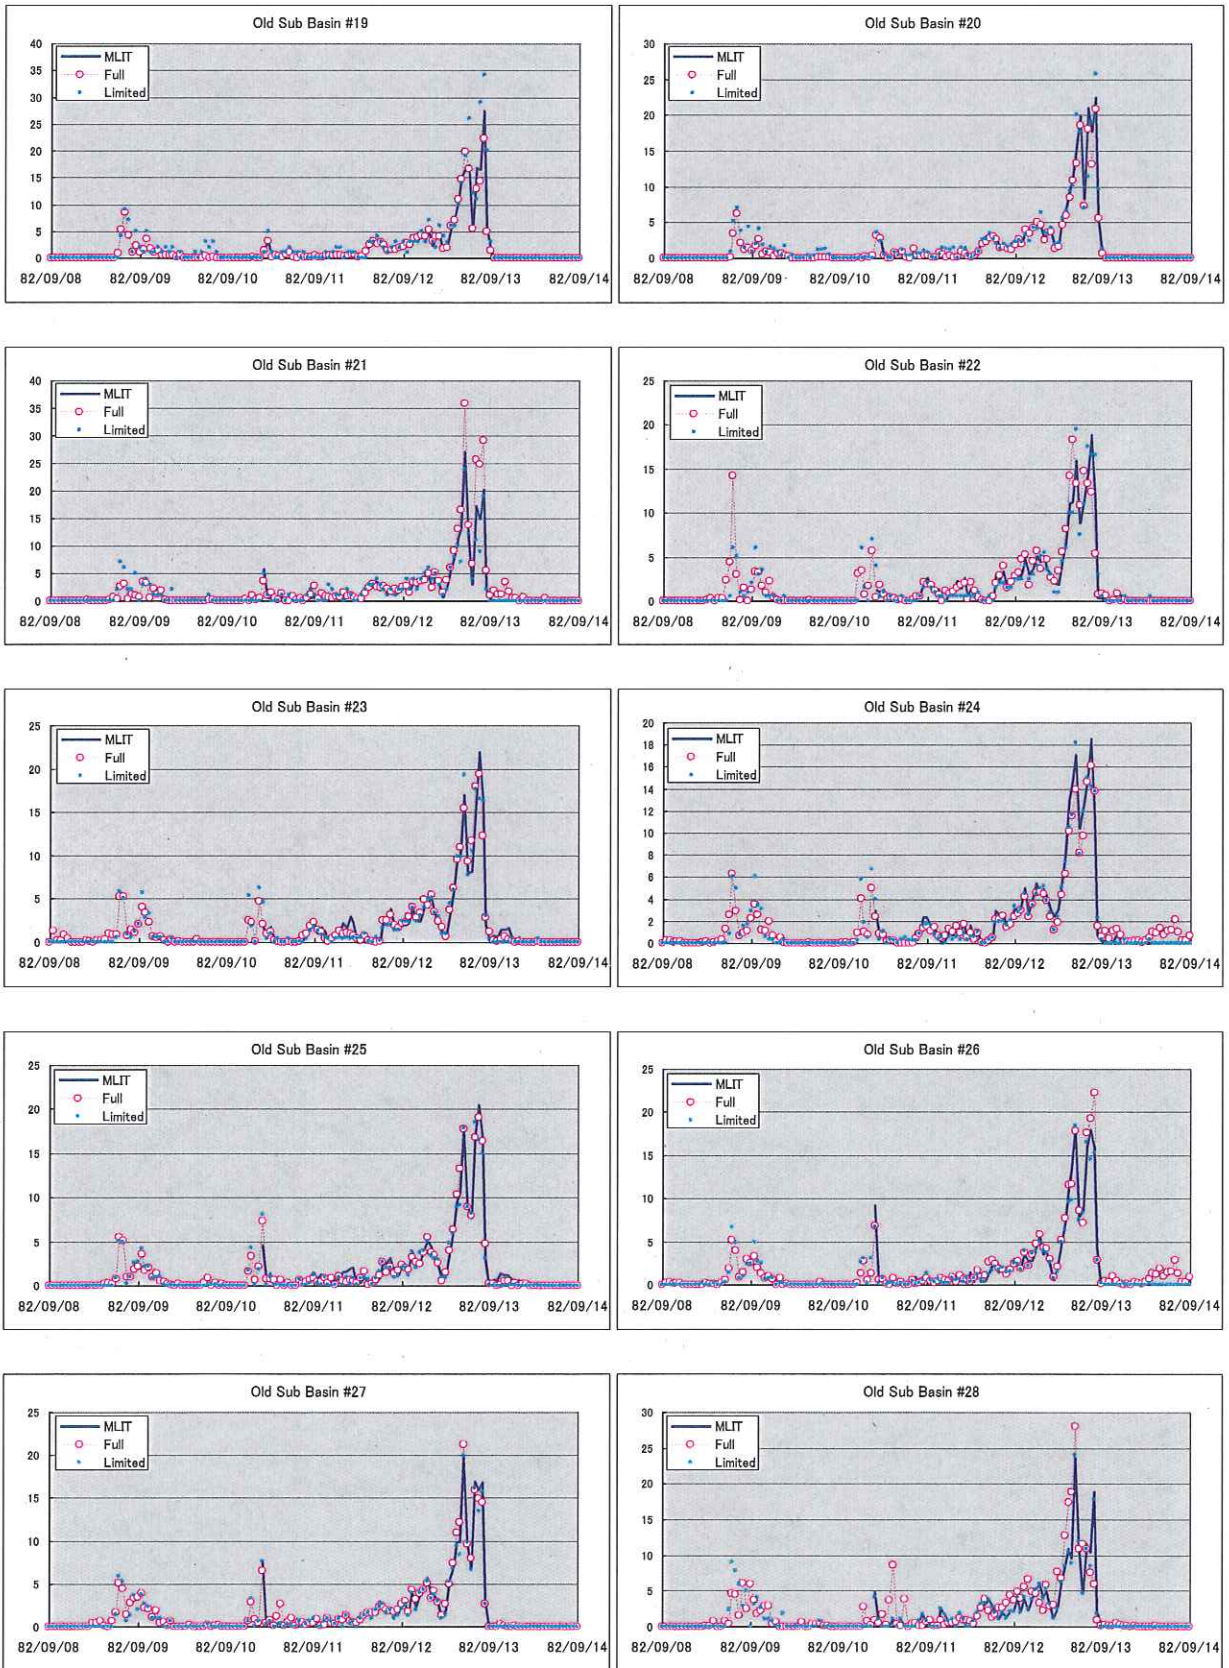 Old Sub Basin #19
40
35
30
25
20
15
10
5
0
MLIT
Full
Limited
82/09/08 82/09/09 82/09/10 82/09/11 82/09/12 82/09/13 82/09/14
Old Sub Basin #20
30
25
20
15
10
5
0
MLIT
Full
Limited
82/09/08 82/09/09 82/09/10 82/09/11 82/09/12 82/09/13 82/09/14
Old Sub Basin #21
40
35
30
25
20
15
10
5
0
MLIT
Full
Limited
82/09/08 82/09/09 82/09/10 82/09/11 82/09/12 82/09/13 82/09/14
Old Sub Basin #22
25
20
15
10
5
0
MLIT
Full
Limited
82/09/08 82/09/09 82/09/10 82/09/11 82/09/12 82/09/13 82/09/14
Old Sub Basin #23
25
20
15
10
5
0
MLIT
Full
Limited
82/09/08 82/09/09 82/09/10 82/09/11 82/09/12 82/09/13 82/09/14
Old Sub Basin #24
20
18
16
14
12
10
8
6
4
2
0
MLIT
Full
Limited
82/09/08 82/09/09 82/09/10 82/09/11 82/09/12 82/09/13 82/09/14
Old Sub Basin #25
25
20
15
10
5
0
MLIT
Full
Limited
82/09/08 82/09/09 82/09/10 82/09/11 82/09/12 82/09/13 82/09/14
Old Sub Basin #26
25
20
15
10
5
0
MLIT
Full
Limited
82/09/08 82/09/09 82/09/10 82/09/11 82/09/12 82/09/13 82/09/14
Old Sub Basin #27
25
20
15
10
5
0
MLIT
Full
Limited
82/09/08 82/09/09 82/09/10 82/09/11 82/09/12 82/09/13 82/09/14
Old Sub Basin #28
30
25
20
15
10
5
0
MLIT
Full
Limited
82/09/08 82/09/09 82/09/10 82/09/11 82/09/12 82/09/13 82/09/14